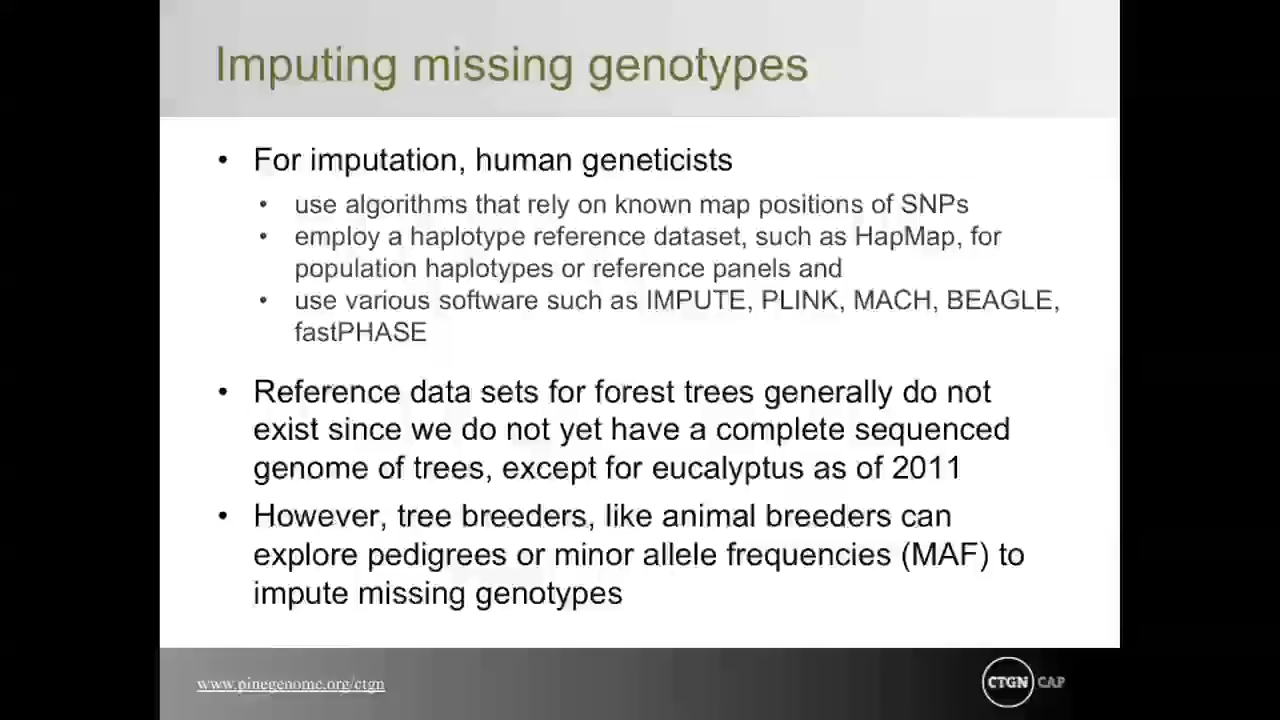 Imputing missing genotypes
• For imputation, human geneticists
• use algorithms that rely on known map positions of SNPs
• employ a haplotype reference dataset, such as HapMap, for
population haplotypes or reference panels and
• use various software such as IMPUTE, PLINK, MACH, BEAGLE,
fastPHASE
• Reference data sets for forest trees generally do not
exist since we do not yet have a complete sequenced
genome of trees, except for eucalyptus as of 2011
• However, tree breeders, like animal breeders can
explore pedigrees or minor allele frequencies (MAF) to
impute missing genotypes
www.pinegenome.org/ctgn
CTGN CAP